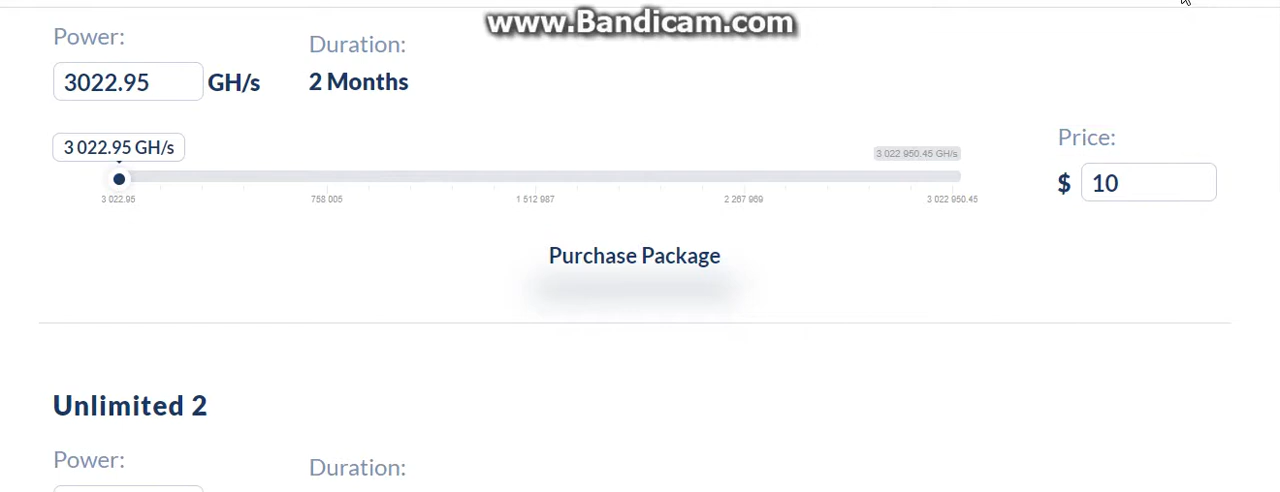 www.Bandicam.com
Power:
Duration:
3022.95 GH/s
2 Months
3 022.95 GH/s
3 022 950.45 GH/s
Price:
$ 10
3 022.95 758 005 1 512 987 2 267 969 3 022 950.45
Purchase Package
Unlimited 2
Power:
Duration: